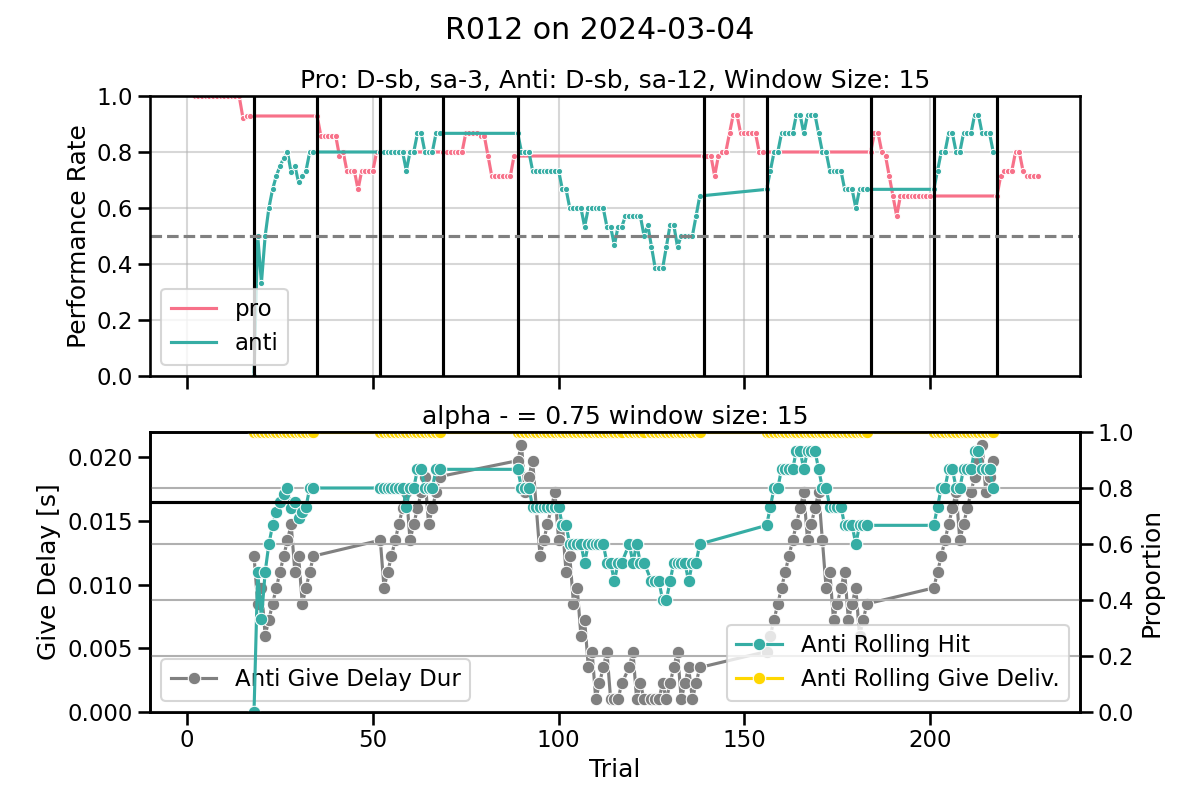 R012 on 2024-03-04
Pro: D-sb, sa-3, Anti: D-sb, sa-12, Window Size: 15
Performance Rate
1.0
0.8
0.6
0.4
0.2
0.0
pro
anti
alpha - = 0.75 window size: 15
Give Delay [s]
0.020
0.015
0.010
0.005
0.000
Anti Give Delay Dur
Anti Rolling Hit
Anti Rolling Give Deliv.
1.0
0.8
0.6
0.4
0.2
0.0
Proportion
0 50 100 150 200
Trial